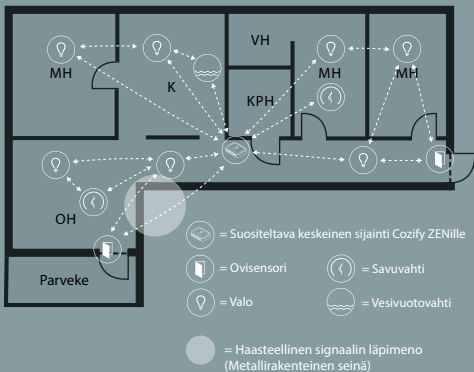 VH
MH
K
MH
MH
KPH
OH
Parveke
= Suositeltava keskeinen sijainti Cozify ZENille
= Ovisensori
= Savuvahti
= Valo
= Vesivuotovahti
= Haasteellinen signaalin läpimeno
(Metallirakenteinen seinä)